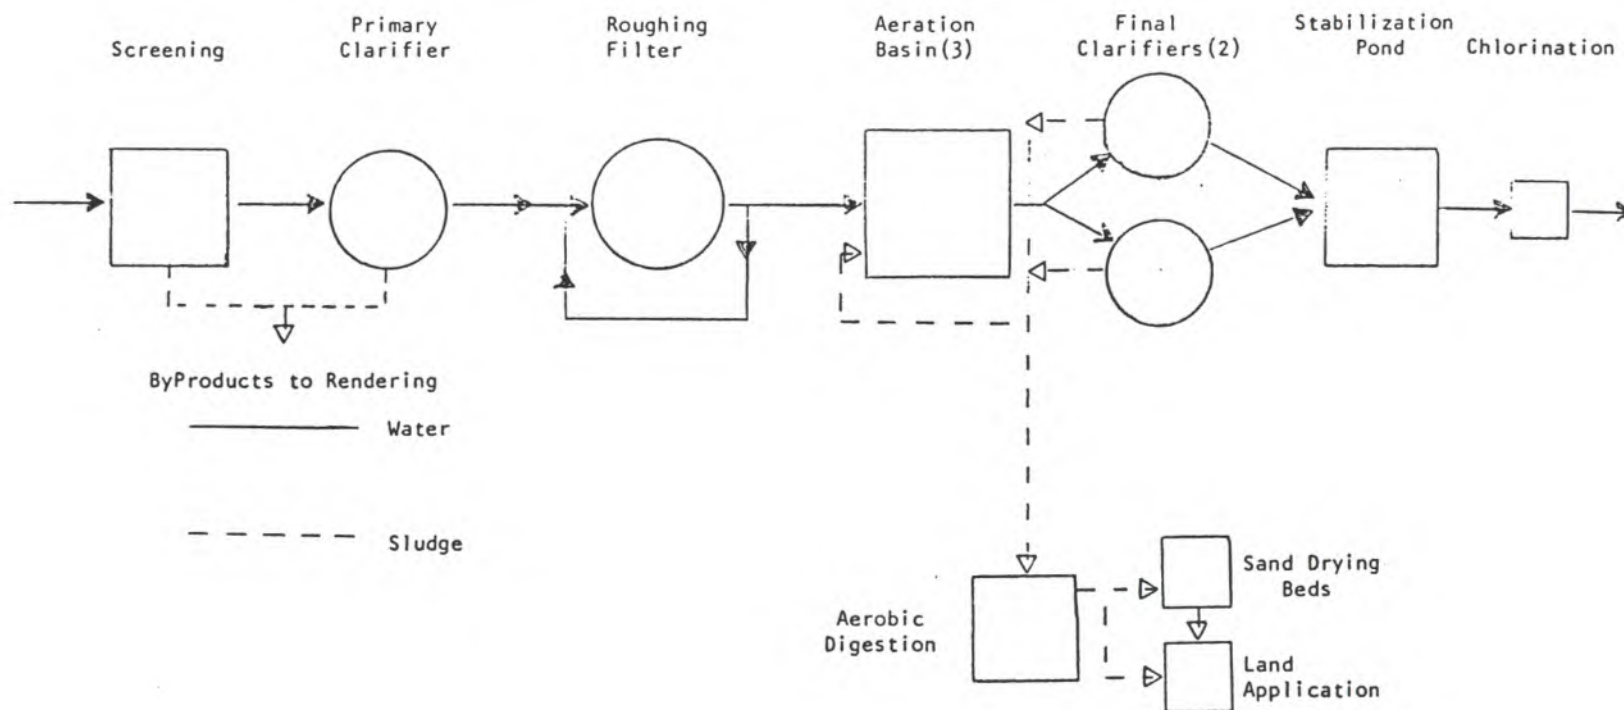 Screening
Primary
Clarifier
Roughing
Filter
Aeration
Basin(3)
Final
Clarifiers(2)
Stabilization
Pond
Chlorination
ByProducts to Rendering
Water
Sludge
Aerobic
Digestion
Sand Drying
Beds
Land
Application